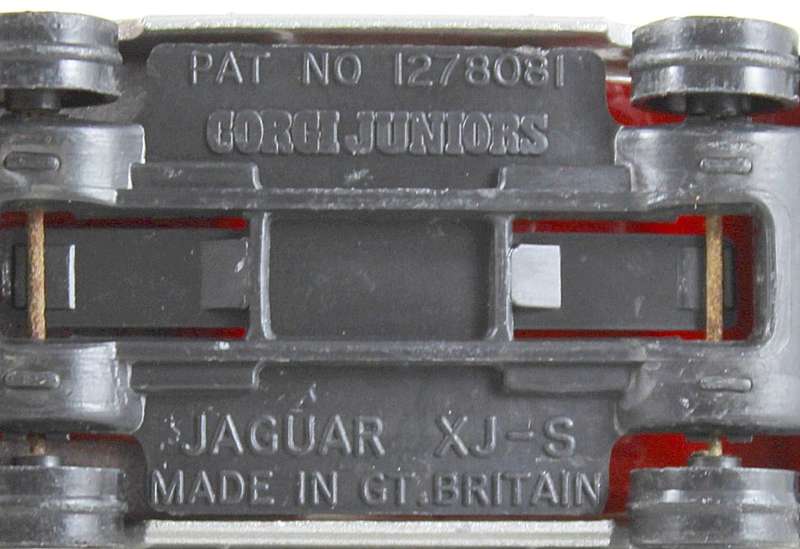 PAT NO 1278081
CORGI JUNIORS
JAGUAR XJ-S
MADE IN GT. BRITAIN